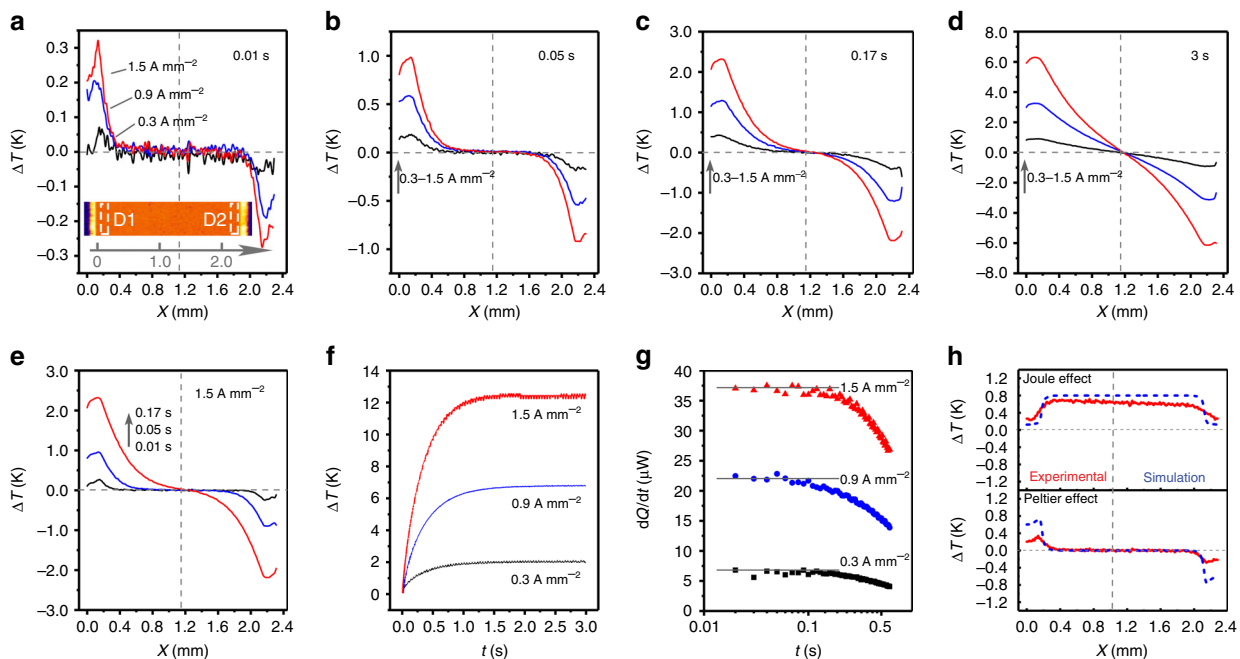 a
0.3
0.2
0.1
0.0
−0.1
−0.2
−0.3
ΔT (K)
0.01 s
1.5 A mm−2
0.9 mm−2
0.3 A mm−2
D1
D2
0
1.0
2.0
0.0 0.4 0.8 1.2 1.6 2.0 2.4
X (mm)
b
1.0
0.5
0.0
−0.5
−1.0
ΔT (K)
0.05 s
0.3–1.5 A mm−2
0.0 0.4 0.8 1.2 1.6 2.0 2.4
X (mm)
c
3.0
2.0
1.0
0.0
−1.0
−2.0
−3.0
ΔT (K)
0.17 s
0.3–1.5 A mm−2
0.0 0.4 0.8 1.2 1.6 2.0 2.4
X (mm)
d
8.0
6.0
4.0
2.0
0.0
−2.0
−4.0
−6.0
−8.0
ΔT (K)
3 s
0.3–1.5 A mm−2
0.0 0.4 0.8 1.2 1.6 2.0 2.4
X (mm)
e
3.0
2.0
1.0
0.0
−1.0
−2.0
−3.0
ΔT (K)
1.5 A mm−2
0.17 s
0.05 s
0.01 s
0.0 0.4 0.8 1.2 1.6 2.0 2.4
X (mm)
f
14
12
10
8
6
4
2
0
ΔT (K)
1.5 A mm−2
0.9 A mm−2
0.3 A mm−2
0.0 0.5 1.0 1.5 2.0 2.5 3.0
t (s)
g
40
35
30
25
20
15
10
5
0
dQ/dt (µW)
1.5 A mm−2
0.9 A mm−2
0.3 A mm−2
0.01 0.1 0.5
t (s)
h
1.2
0.8
0.4
0.0
−0.4
−0.8
−1.2
ΔT (K)
Joule effect
Experimental Simulation
1.2
0.8
0.4
0.0
−0.4
−0.8
−1.2
ΔT (K)
Peltier effect
0.0 0.4 0.8 1.2 1.6 2.0 2.4
X (mm)